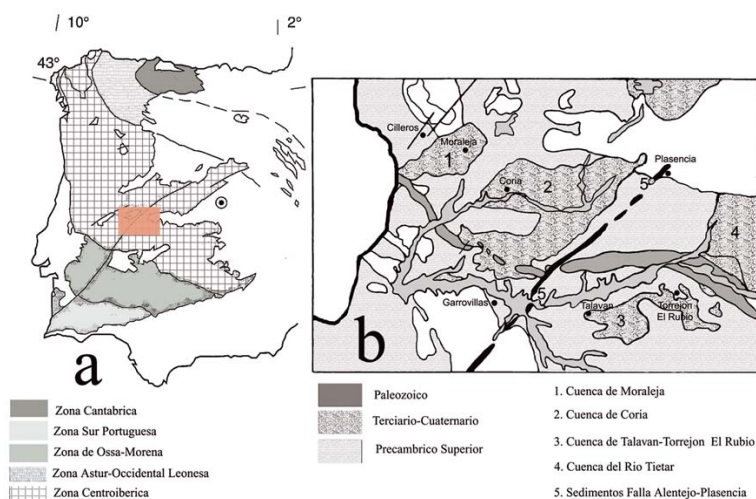 10º
2º
43º
a
Zona Cantabrica
Zona Sur Portuguesa
Zona de Ossa-Morena
Zona Astur-Occidental Leonesa
Zona Centroiberica
Cilleros
Moraleja
1
Coria
2
5
Plasencia
4
Garrovillas
5
Talavan
3
Torrejon
El Rubio
b
Paleozoico
Terciario-Cuaternario
Precambrico Superior
1. Cuenca de Moraleja
2. Cuenca de Coria
3. Cuenca de Talavan-Torrejon El Rubio
4. Cuenca del Rio Tietar
5. Sedimentos Falla Alentejo-Plasencia